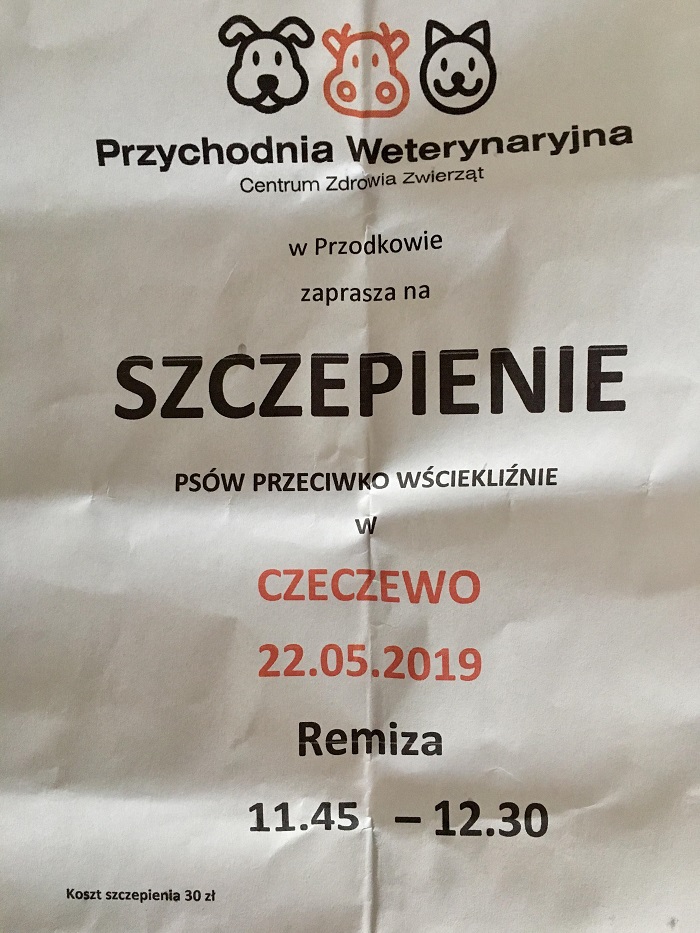 Przychodnia Weterynaryjna
Centrum Zdrowia Zwierząt
w Przodkowie
zaprasza na
SZCZEPIENIE
PSÓW PRZECIWKO WŚCIEKLIŹNIE
W
CZECZEWO
22.05.2019
Remiza
11.45 – 12.30
Koszt szczepienia 30 zł